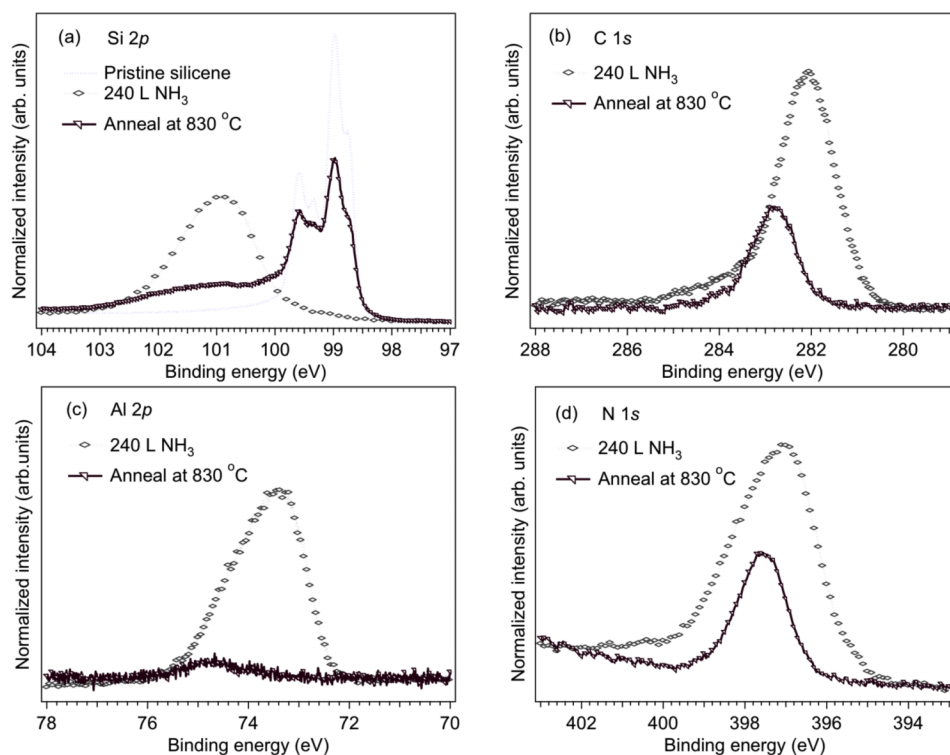 (a) Si 2p
Pristine silicene
240 L NH₃
Anneal at 830 °C
Normalized intensity (arb. units)
104 103 102 101 100 99 98 97
Binding energy (eV)
(b) C 1s
240 L NH₃
Anneal at 830 °C
Normalized intensity (arb. units)
288 286 284 282 280
Binding energy (eV)
(c) Al 2p
240 L NH₃
Anneal at 830 °C
Normalized intensity (arb.units)
78 76 74 72 70
Binding energy (eV)
(d) N 1s
240 L NH₃
Anneal at 830 °C
Normalized intensity (arb. units)
402 400 398 396 394
Binding energy (eV)